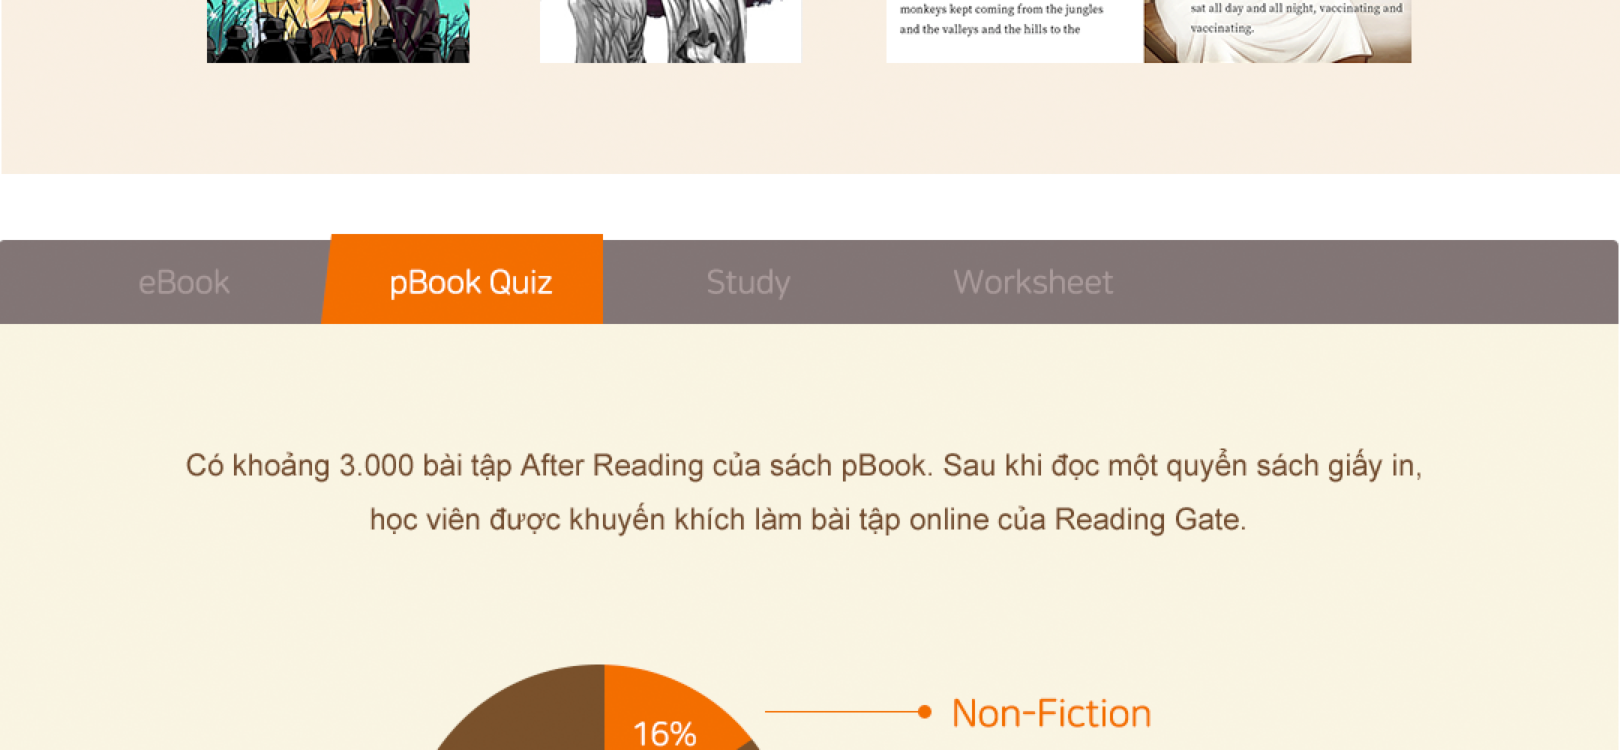 monkeys kept coming from the jungles
and the valleys and the hills to the
sat all day and all night, vaccinating and
vaccinating.
eBook
pBook Quiz
Study
Worksheet
Có khoảng 3.000 bài tập After Reading của sách pBook. Sau khi đọc một quyển sách giấy in,
học viên được khuyến khích làm bài tập online của Reading Gate.
16%
Non-Fiction